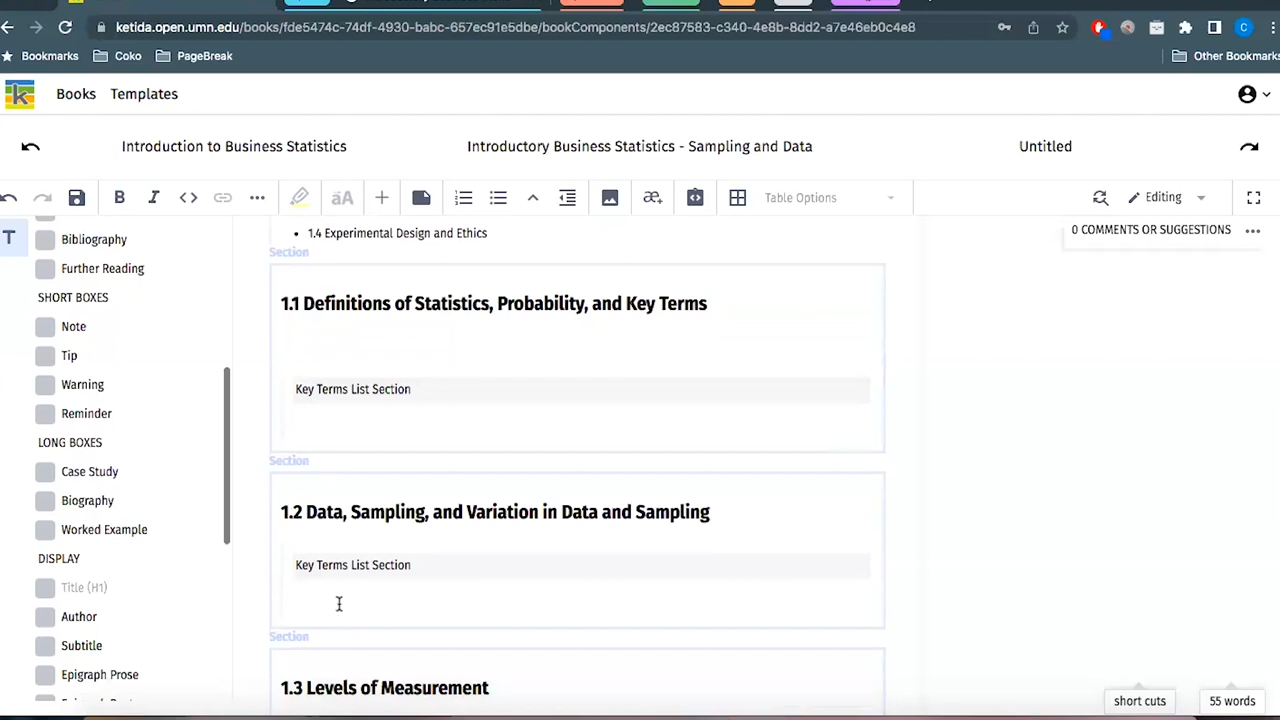 ketida.open.umn.edu/books/fde5474c-74df-4930-babc-657ec91e5dbe/bookComponents/2ec87583-c340-4e8b-8dd2-a7e46eb0c4e8
C
Bookmarks Coko PageBreak Other Bookmarks
k Books Templates
Introduction to Business Statistics Introductory Business Statistics - Sampling and Data Untitled
B I <> aA æ Table Options Editing
T
Bibliography
Further Reading
SHORT BOXES
Note
Tip
Warning
Reminder
LONG BOXES
Case Study
Biography
Worked Example
DISPLAY
Title (H1)
Author
Subtitle
Epigraph Prose
• 1.4 Experimental Design and Ethics
Section
1.1 Definitions of Statistics, Probability, and Key Terms
Key Terms List Section
Section
1.2 Data, Sampling, and Variation in Data and Sampling
Key Terms List Section
Section
1.3 Levels of Measurement
0 COMMENTS OR SUGGESTIONS
short cuts 55 words